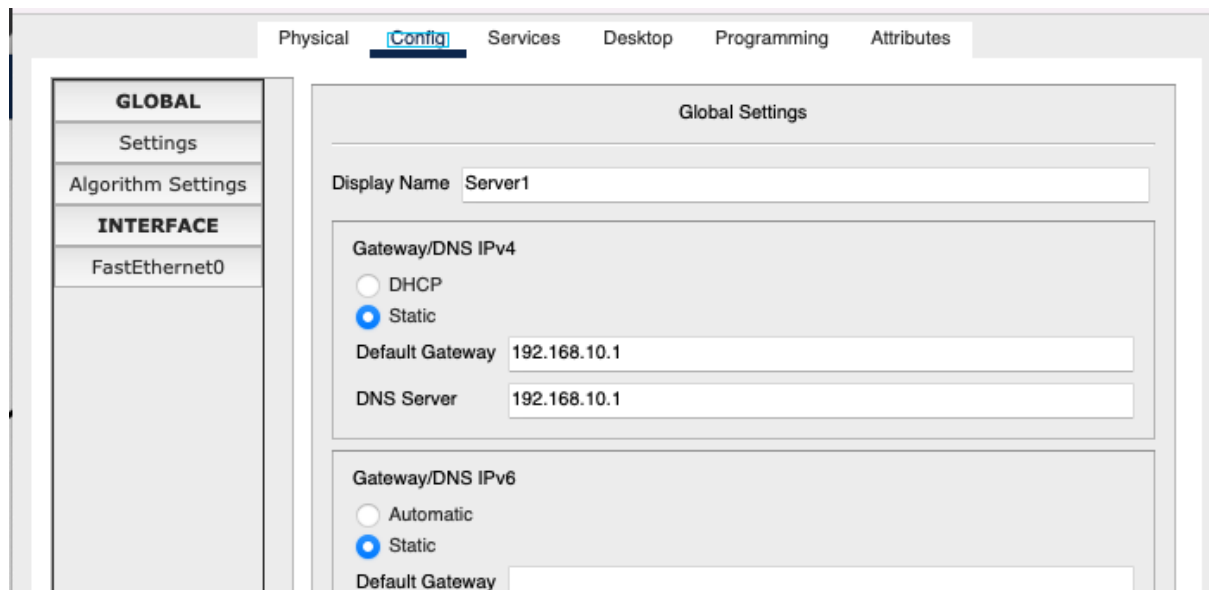 Physical Config Services Desktop Programming Attributes
GLOBAL
Settings
Algorithm Settings
INTERFACE
FastEthernet0
Global Settings
Display Name Server1
Gateway/DNS IPv4
DHCP
Static
Default Gateway 192.168.10.1
DNS Server 192.168.10.1
Gateway/DNS IPv6
Automatic
Static
Default Gateway